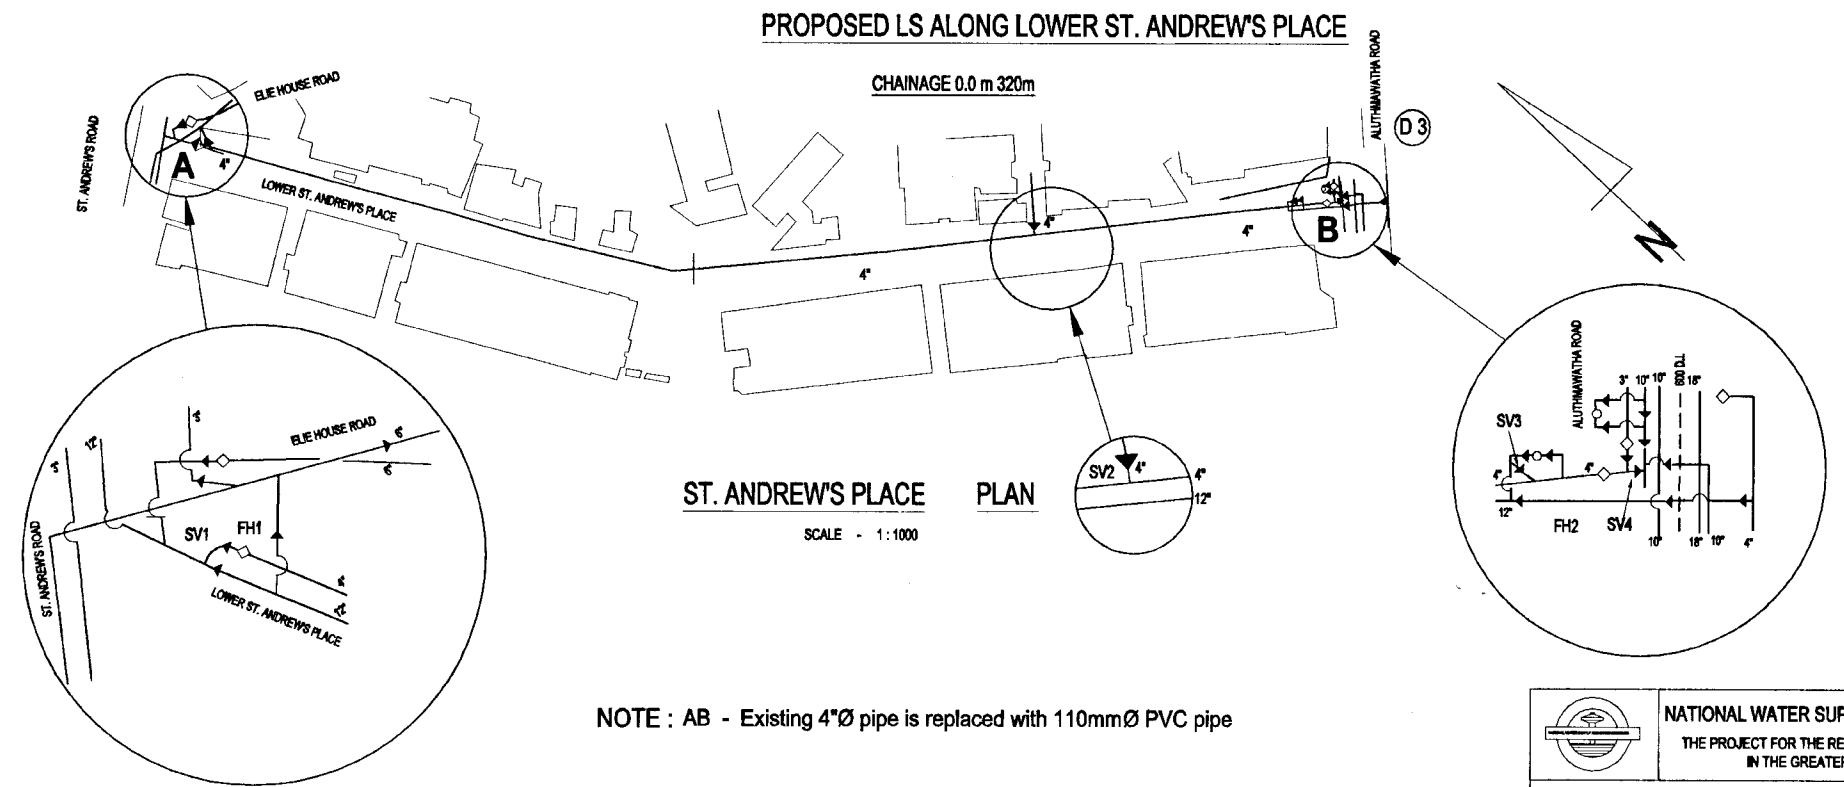 PROPOSED LS ALONG LOWER ST. ANDREW'S PLACE
CHAINAGE 0.0 m 320m
ST. ANDREW'S ROAD
ELIE HOUSE ROAD
A
4"
LOWER ST. ANDREW'S PLACE
4"
4"
4"
B
ALUTHMAWATHA ROAD
D 3
N
12"
ELIE HOUSE ROAD
6"
6"
SV1
FH1
ST. ANDREW'S ROAD
LOWER ST. ANDREW'S PLACE
SV2
4"
4"
12"
ST. ANDREW'S PLACE PLAN
SCALE - 1 : 1000
ALUTHMAWATHA ROAD
3"
10"
10"
600 D.I.
18"
SV3
4"
4"
12"
FH2
SV4
10"
18"
10"
4"
NOTE : AB - Existing 4"Ø pipe is replaced with 110mmØ PVC pipe
NATIONAL WATER SUP
THE PROJECT FOR THE RE
IN THE GREATER